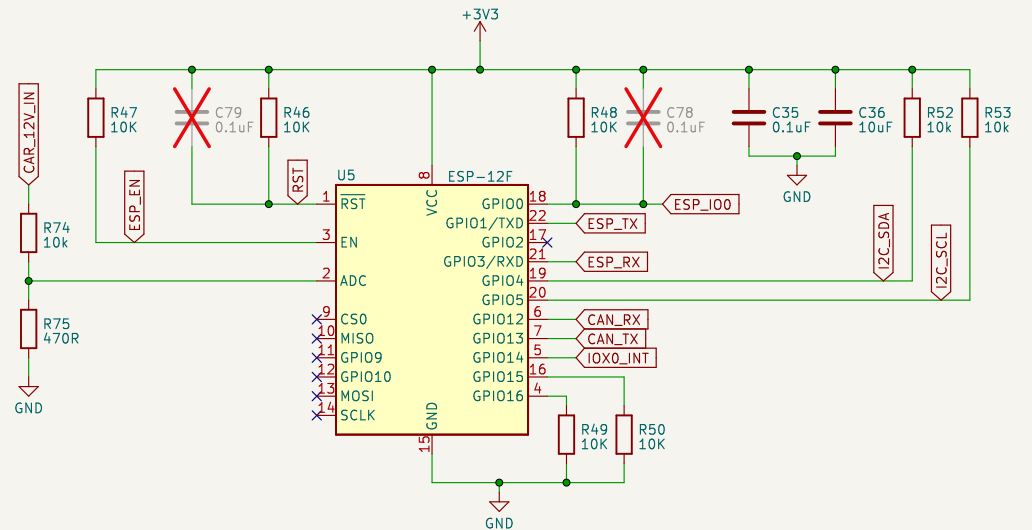 +3V3
CAR_12V_IN
R47
10K
C79
0.1uF
R46
10K
R48
10K
C78
0.1uF
C35
0.1uF
C36
10uF
R52
10k
R53
10k
GND
ESP_EN
RST
U5
ESP-12F
8
VCC
1
RST
3
EN
2
ADC
9
CS0
10
MISO
11
GPIO9
12
GPIO10
13
MOSI
14
SCLK
GND
15
GPIO0
18
ESP_IO0
GPIO1/TXD
22
ESP_TX
GPIO2
17
GPIO3/RXD
21
ESP_RX
GPIO4
19
GPIO5
20
GPIO12
6
CAN_RX
GPIO13
7
CAN_TX
GPIO14
5
IOX0_INT
GPIO15
16
GPIO16
4
I2C_SDA
I2C_SCL
R74
10k
R75
470R
GND
R49
10K
R50
10K
GND